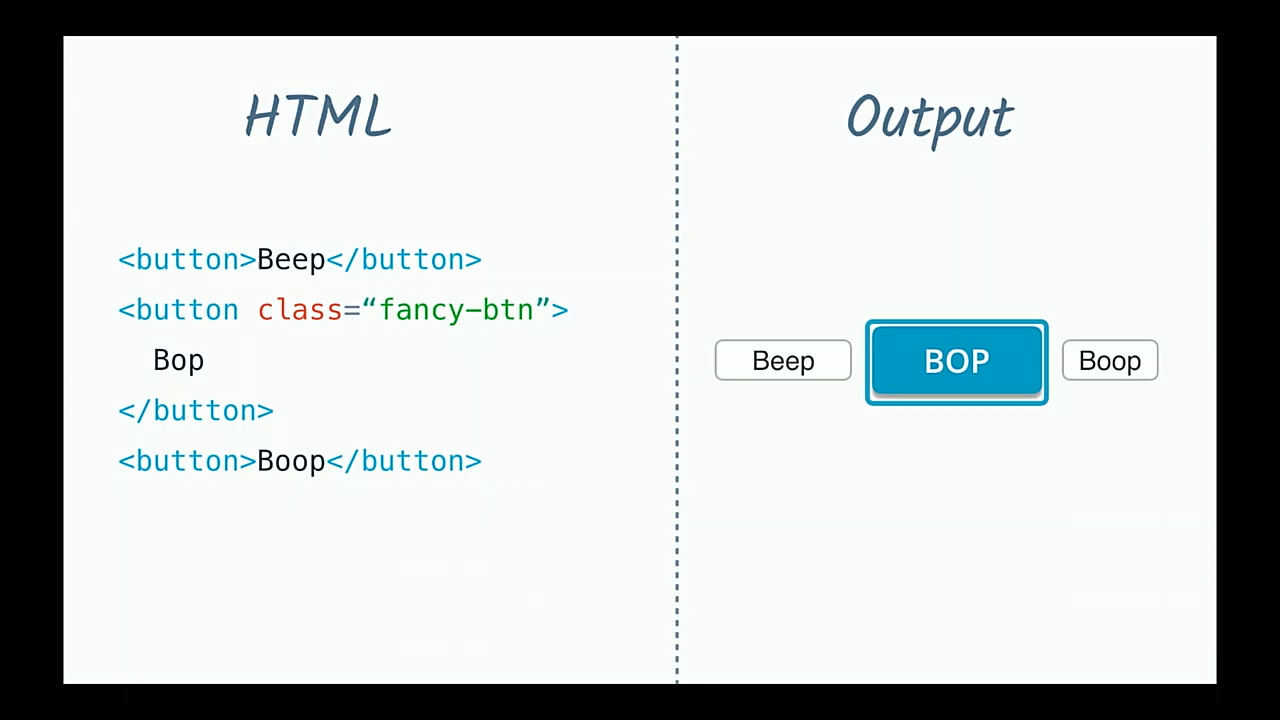 HTML
<button>Beep</button>
<button class=“fancy-btn”>
Bop
</button>
<button>Boop</button>
Output
Beep
BOP
Boop